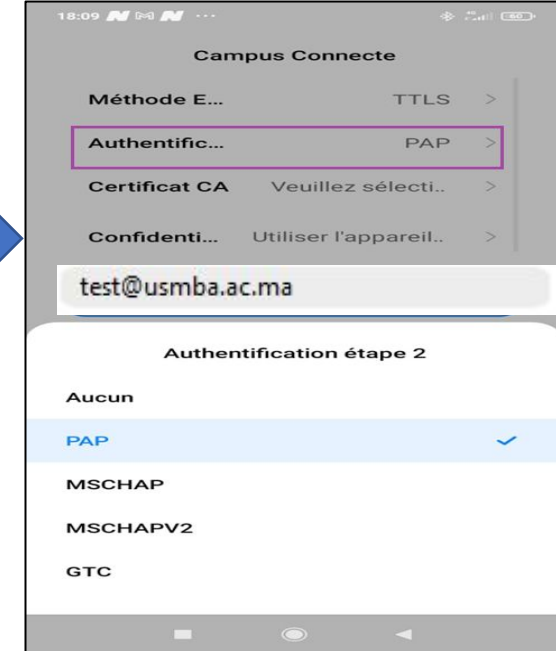 18:09
60
Campus Connecte
Méthode E... TTLS >
Authentific... PAP >
Certificat CA Veuillez sélecti.. >
Confidenti... Utiliser l'appareil.. >
test@usmba.ac.ma
Authentification étape 2
Aucun
PAP
MSCHAP
MSCHAPV2
GTC